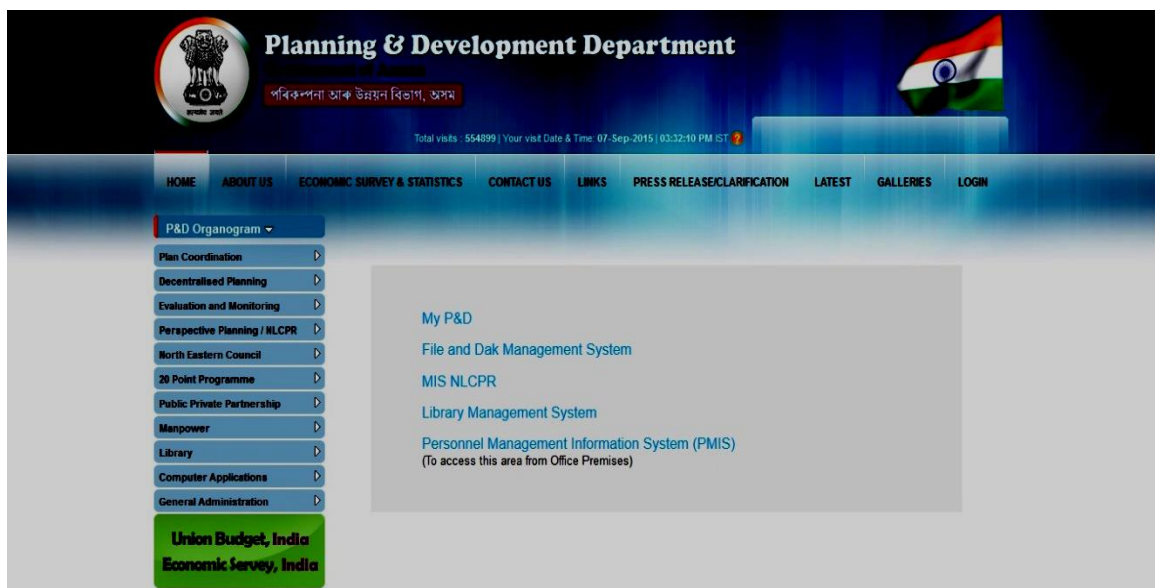 Planning & Development Department
পৰিকল্পনা আৰু উন্নয়ন বিভাগ, অসম
सत्यमेव जयते
Total visits : 554899 | Your visit Date & Time: 07-Sep-2015 | 03:32:10 PM IST ?
HOME ABOUT US ECONOMIC SURVEY & STATISTICS CONTACT US LINKS PRESS RELEASE/CLARIFICATION LATEST GALLERIES LOGIN
P&D Organogram
Plan Coordination
Decentralised Planning
Evaluation and Monitoring
Perspective Planning / NLCPR
North Eastern Council
20 Point Programme
Public Private Partnership
Manpower
Library
Computer Applications
General Administration
Union Budget, India
Economic Servey, India
My P&D
File and Dak Management System
MIS NLCPR
Library Management System
Personnel Management Information System (PMIS)
(To access this area from Office Premises)